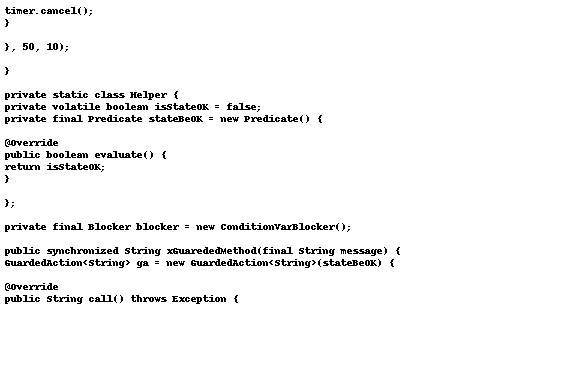 timer.cancel();
}
}, 50, 10);
}
private static class Helper {
private volatile boolean isStateOK = false;
private final Predicate stateBeOK = new Predicate() {
@Override
public boolean evaluate() {
return isStateOK;
}
};
private final Blocker blocker = new ConditionVarBlocker();
public synchronized String xGuarededMethod(final String message) {
GuardedAction<String> ga = new GuardedAction<String>(stateBeOK) {
@Override
public String call() throws Exception {